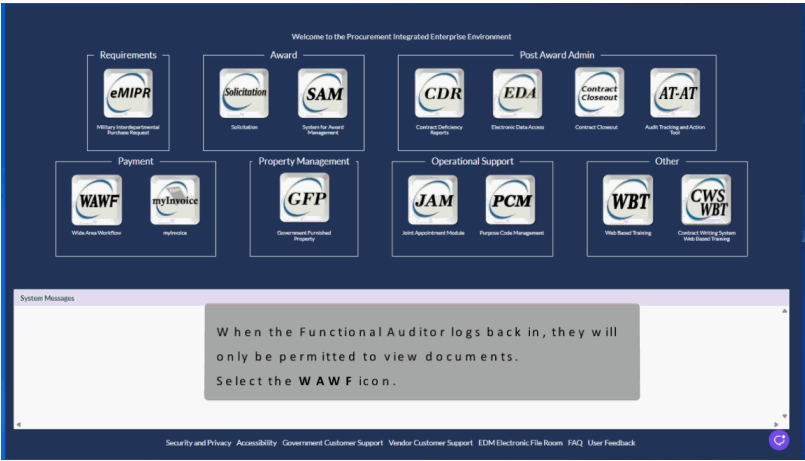 Welcome to the Procurement Integrated Enterprise Environment
Requirements
eMIPR
Military Interdepartmental
Purchase Request
Award
Solicitation
Solicitation
SAM
System for Award
Management
Post Award Admin
CDR
Contract Deficiency
Reports
EDA
Electronic Data Access
Contract
Closeout
Contract Closeout
AT-AT
Audit Tracking and Action
Tool
Payment
WAWF
Wide Area Workflow
myInvoice
myInvoice
Property Management
GFP
Government Furnished
Property
Operational Support
JAM
Joint Appointment Module
PCM
Purpose Code Management
Other
WBT
Web Based Training
CWS
WBT
Contract Writing System
Web Based Training
System Messages
When the Functional Auditor logs back in, they will
only be permitted to view documents.
Select the WAWF icon.
Security and Privacy Accessibility Government Customer Support Vendor Customer Support EDM Electronic File Room FAQ User Feedback